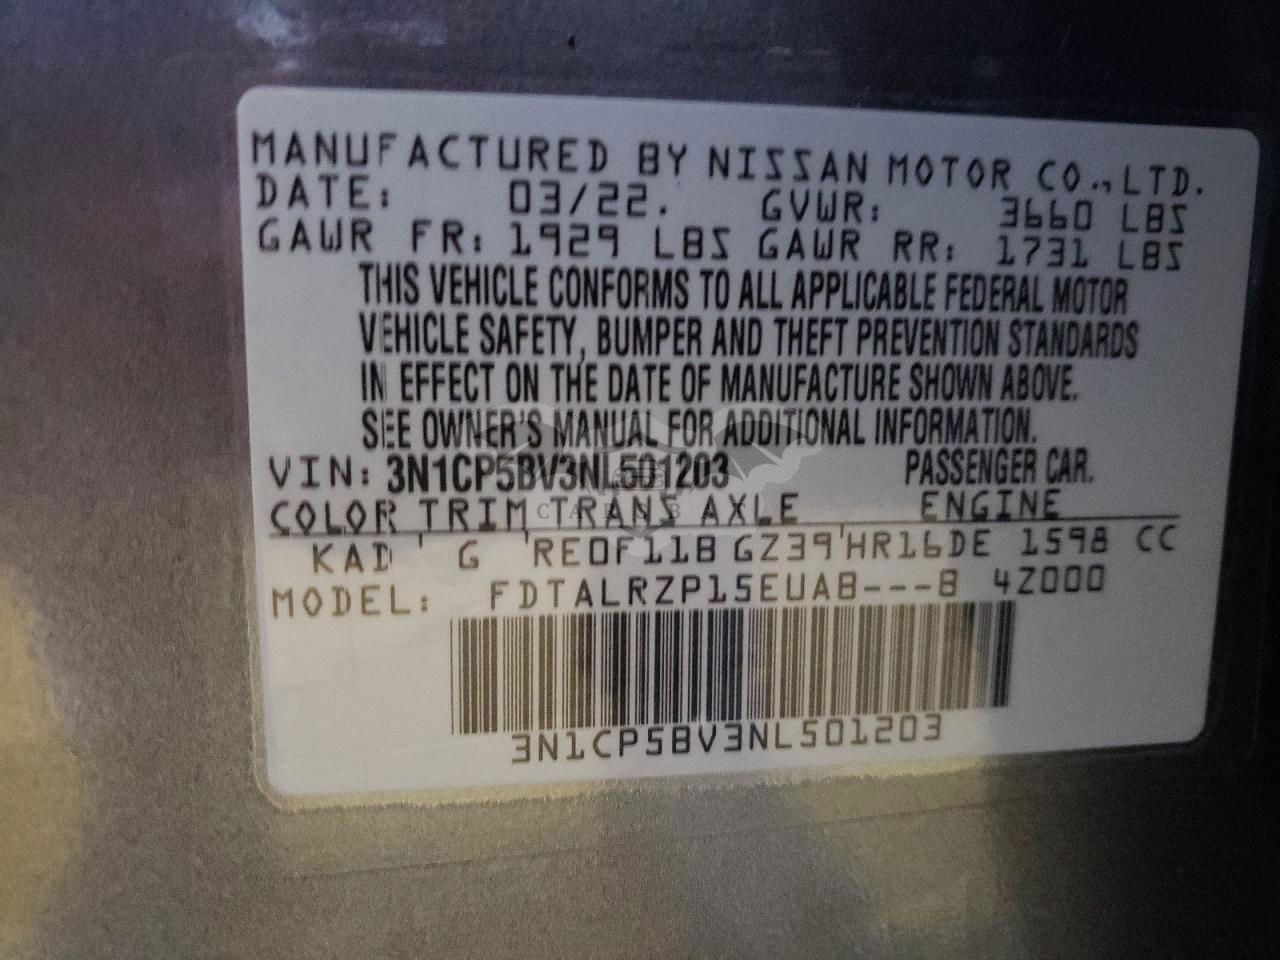 MANUFACTURED BY NISSAN MOTOR CO.,LTD.
DATE: 03/22. GVWR: 3660 LBS
GAWR FR: 1929 LBS GAWR RR: 1731 LBS
THIS VEHICLE CONFORMS TO ALL APPLICABLE FEDERAL MOTOR
VEHICLE SAFETY, BUMPER AND THEFT PREVENTION STANDARDS
IN EFFECT ON THE DATE OF MANUFACTURE SHOWN ABOVE.
SEE OWNER'S MANUAL FOR ADDITIONAL INFORMATION.
VIN: 3N1CP5BV3NL501203 PASSENGER CAR.
COLOR TRIM TRANS AXLE ENGINE
KAD ' G 'RE0F11B GZ39'HR16DE 1598 CC
MODEL: FDTALRZP15EUAB---B 4Z000
3N1CP5BV3NL501203